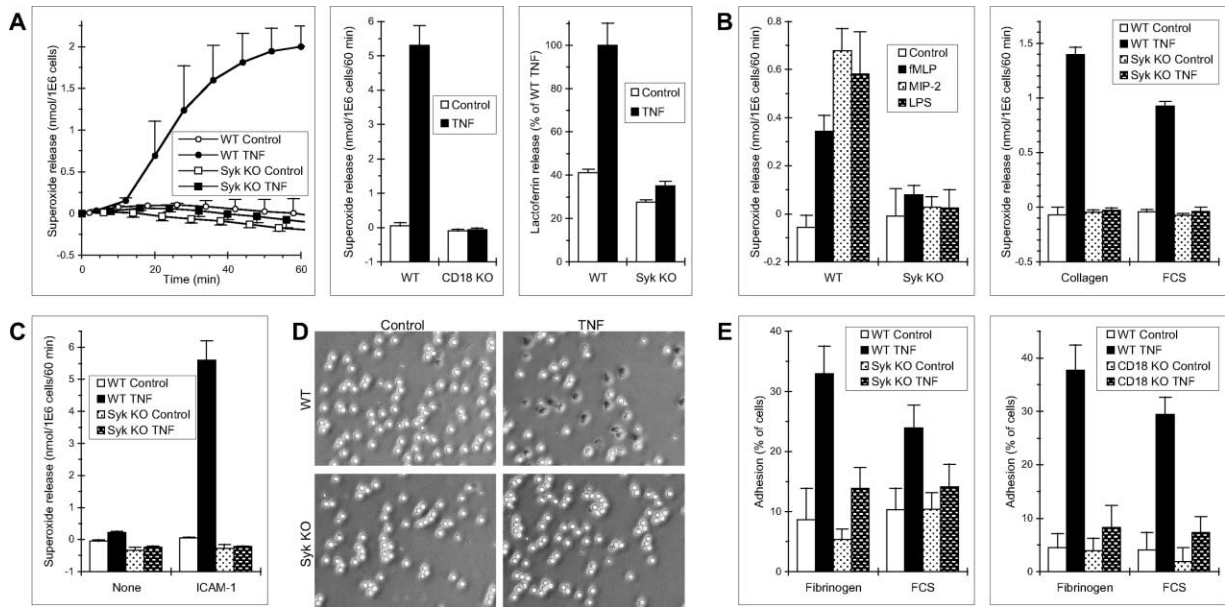 A
Superoxide release (nmol/1E6 cells)
2
1.5
1
0.5
0
-0.5
0
20
40
60
Time (min)
WT Control
WT TNF
Syk KO Control
Syk KO TNF
Superoxide release (nmol/1E6 cells/60 min)
6
5
4
3
2
1
0
-1
Control
TNF
WT
CD18 KO
Lactoferrin release (% of WT TNF)
100
80
60
40
20
0
Control
TNF
WT
Syk KO
B
Superoxide release (nmol/1E6 cells/60 min)
0.8
0.6
0.4
0.2
0
-0.2
Control
fMLP
MIP-2
LPS
WT
Syk KO
Superoxide release (nmol/1E6 cells/60 min)
1.5
1
0.5
0
-0.5
WT Control
WT TNF
Syk KO Control
Syk KO TNF
Collagen
FCS
C
Superoxide release (nmol/1E6 cells/60 min)
6
5
4
3
2
1
0
-1
WT Control
WT TNF
Syk KO Control
Syk KO TNF
None
ICAM-1
D
Control
TNF
WT
Syk KO
E
Adhesion (% of cells)
40
30
20
10
0
WT Control
WT TNF
Syk KO Control
Syk KO TNF
Fibrinogen
FCS
Adhesion (% of cells)
40
30
20
10
0
WT Control
WT TNF
CD18 KO Control
CD18 KO TNF
Fibrinogen
FCS